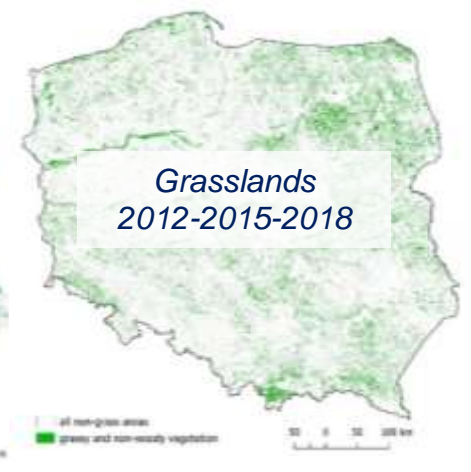 Grasslands
2012-2015-2018
all non-grass areas
grassy and non-woody vegetation
50 0 50 100 km